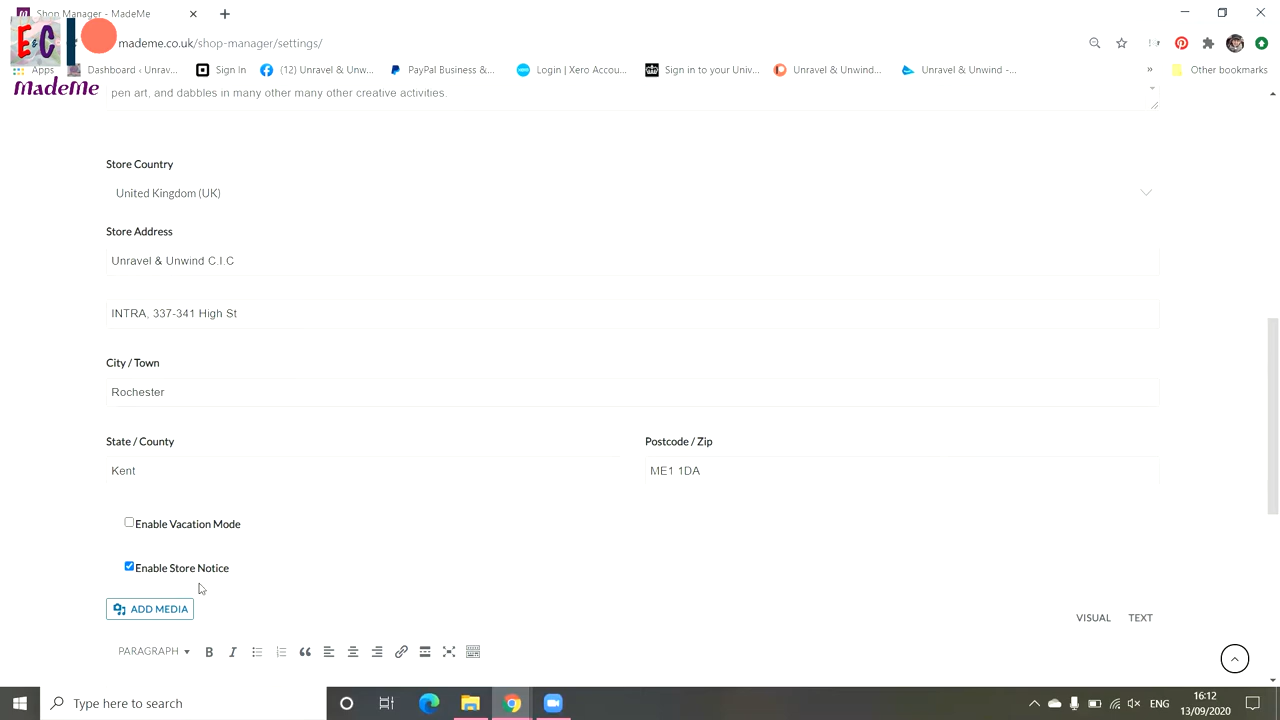 Shop Manager - MadeMe
E&C
mademe.co.uk/shop-manager/settings/
Apps
Dashboard ‹ Unrav...
Sign In
(12) Unravel & Unw...
PayPal Business &...
Login | Xero Accou...
Sign in to your Univ...
Unravel & Unwind...
Unravel & Unwind -...
»
Other bookmarks
MadeMe
pen art, and dabbles in many other many other creative activities.
Store Country
United Kingdom (UK)
Store Address
Unravel & Unwind C.I.C
INTRA, 337-341 High St
City / Town
Rochester
State / County
Postcode / Zip
Kent
ME1 1DA
Enable Vacation Mode
Enable Store Notice
ADD MEDIA
VISUAL
TEXT
PARAGRAPH
B
I
Type here to search
16:12
13/09/2020